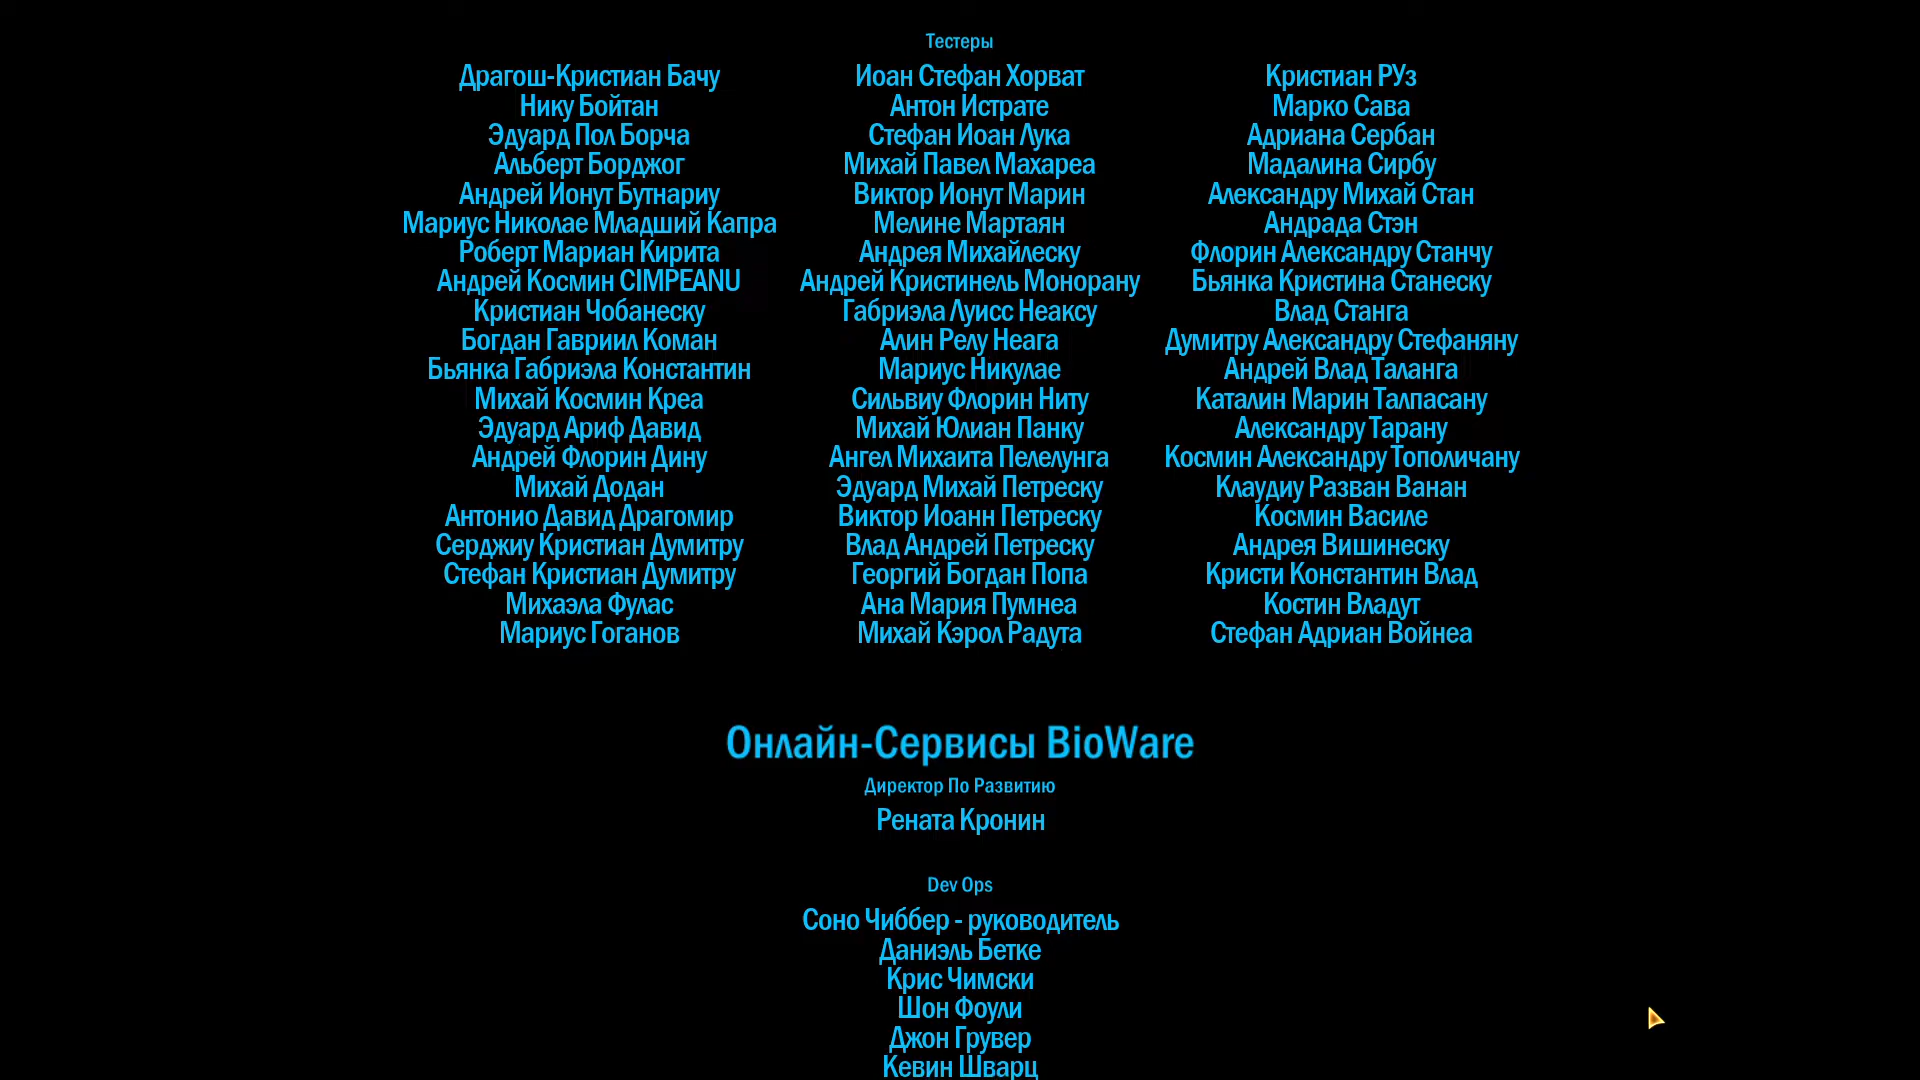 Тестеры
Драгош-Кристиан Бачу
Нику Бойтан
Эдуард Пол Борча
Альберт Борджог
Андрей Ионут Бутнариу
Мариус Николае Младший Капра
Роберт Мариан Кирита
Андрей Космин CIMPEANU
Кристиан Чобанеску
Богдан Гавриил Коман
Бьянка Габриэла Константин
Михай Космин Креа
Эдуард Ариф Давид
Андрей Флорин Дину
Михай Додан
Антонио Давид Драгомир
Серджиу Кристиан Думитру
Стефан Кристиан Думитру
Михаэла Фулас
Мариус Гоганов
Иоан Стефан Хорват
Антон Истрате
Стефан Иоан Лука
Михай Павел Махареа
Виктор Ионут Марин
Мелине Мартаян
Андрея Михайлеску
Андрей Кристинель Монорану
Габриэла Луисс Неаксу
Алин Релу Неага
Мариус Никулае
Сильвиу Флорин Ниту
Михай Юлиан Панку
Ангел Михаита Пелелунга
Эдуард Михай Петреску
Виктор Иоанн Петреску
Влад Андрей Петреску
Георгий Богдан Попа
Ана Мария Пумнеа
Михай Кэрол Радута
Кристиан РУз
Марко Сава
Адриана Сербан
Мадалина Сирбу
Александру Михай Стан
Андрада Стэн
Флорин Александру Станчу
Бьянка Кристина Станеску
Влад Станга
Думитру Александру Стефаняну
Андрей Влад Таланга
Каталин Марин Талпасану
Александру Тарану
Космин Александру Тополичану
Клаудиу Разван Ванан
Космин Василе
Андрея Вишинеску
Кристи Константин Влад
Костин Владут
Стефан Адриан Войнеа
Онлайн-Сервисы BioWare
Директор По Развитию
Рената Кронин
Dev Ops
Соно Чиббер - руководитель
Даниэль Бетке
Крис Чимски
Шон Фоули
Джон Грувер
Кевин Шварц